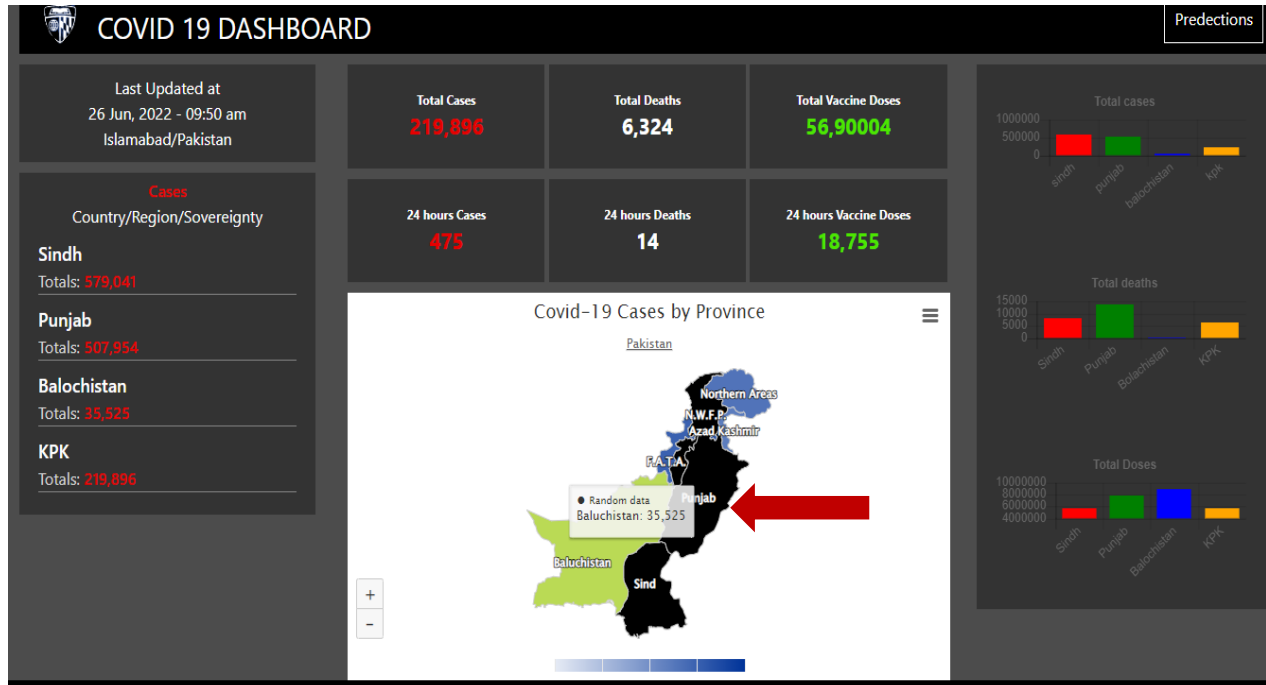 COVID 19 DASHBOARD
Predections
Last Updated at
26 Jun, 2022 - 09:50 am
Islamabad/Pakistan
Cases
Country/Region/Sovereignty
Sindh
Totals: 579,041
Punjab
Totals: 507,954
Balochistan
Totals: 35,525
KPK
Totals: 219,896
Total Cases
219,896
Total Deaths
6,324
Total Vaccine Doses
56,90004
24 hours Cases
475
24 hours Deaths
14
24 hours Vaccine Doses
18,755
Covid-19 Cases by Province
Pakistan
Northern Areas
N.W.F.P.
Azad Kashmir
F.A.T.A.
Punjab
● Random data
Baluchistan: 35,525
Baluchistan
Sind
+
-
Total cases
1000000
500000
0
sindh
punjab
balochistan
kpk
Total deaths
15000
10000
5000
0
Sindh
Punjab
Bolachistan
KPK
Total Doses
10000000
8000000
6000000
4000000
Sindh
Punjab
Balochistan
KPK